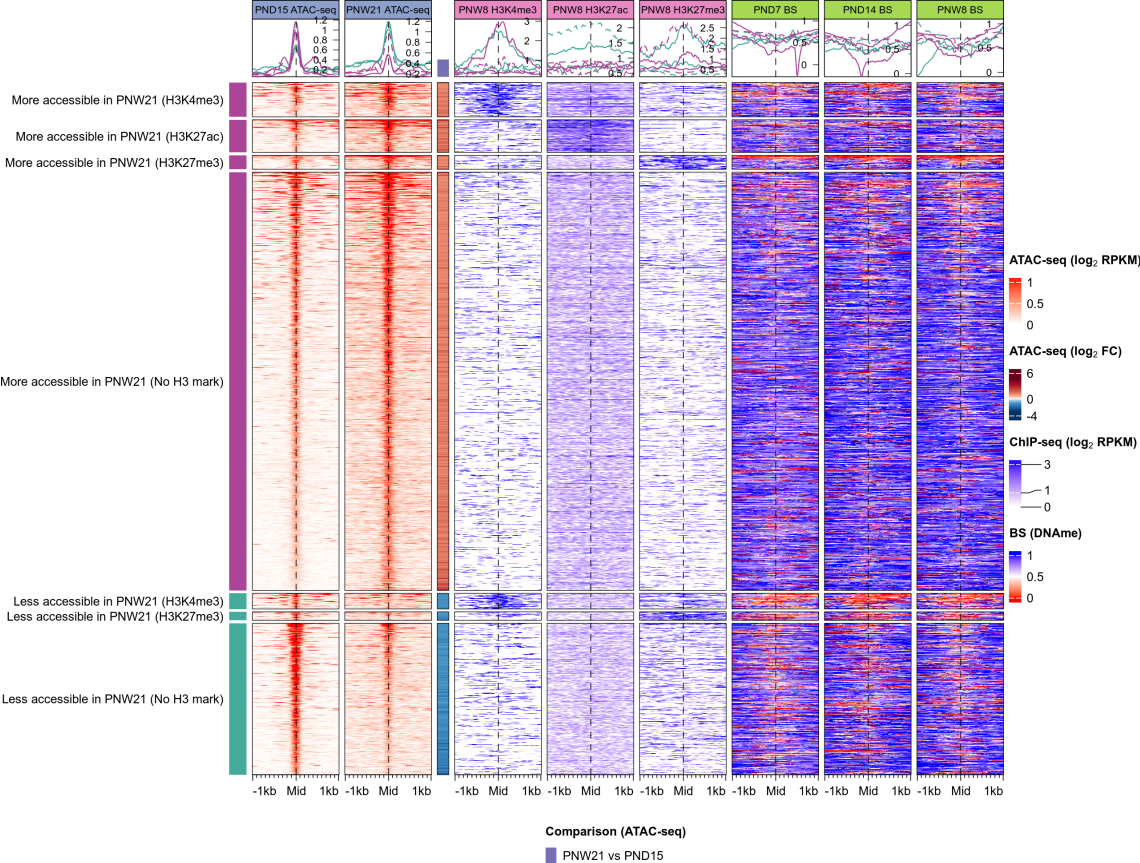 PND15 ATAC-seq PNW21 ATAC-seq PNW8 H3K4me3 PNW8 H3K27ac PNW8 H3K27me3 PND7 BS PND14 BS PNW8 BS
1.2 1.2 3 2 2.5 1 1 1
1 1 2 1.5 2 0.5 0.5 0.5
0.8 0.8 1 1 1.5 0 0 0
0.6 0.6 0.5 1
0.4 0.4 0.5
0.2 0.2
More accessible in PNW21 (H3K4me3)
More accessible in PNW21 (H3K27ac)
More accessible in PNW21 (H3K27me3)
More accessible in PNW21 (No H3 mark)
Less accessible in PNW21 (H3K4me3)
Less accessible in PNW21 (H3K27me3)
Less accessible in PNW21 (No H3 mark)
-1kb Mid 1kb -1kb Mid 1kb -1kb Mid 1kb -1kb Mid 1kb -1kb Mid 1kb -1kb Mid 1kb -1kb Mid 1kb -1kb Mid 1kb
ATAC-seq (log2 RPKM)
1
0.5
0
ATAC-seq (log2 FC)
6
0
-4
ChIP-seq (log2 RPKM)
3
1
0
BS (DNAme)
1
0.5
0
Comparison (ATAC-seq)
PNW21 vs PND15